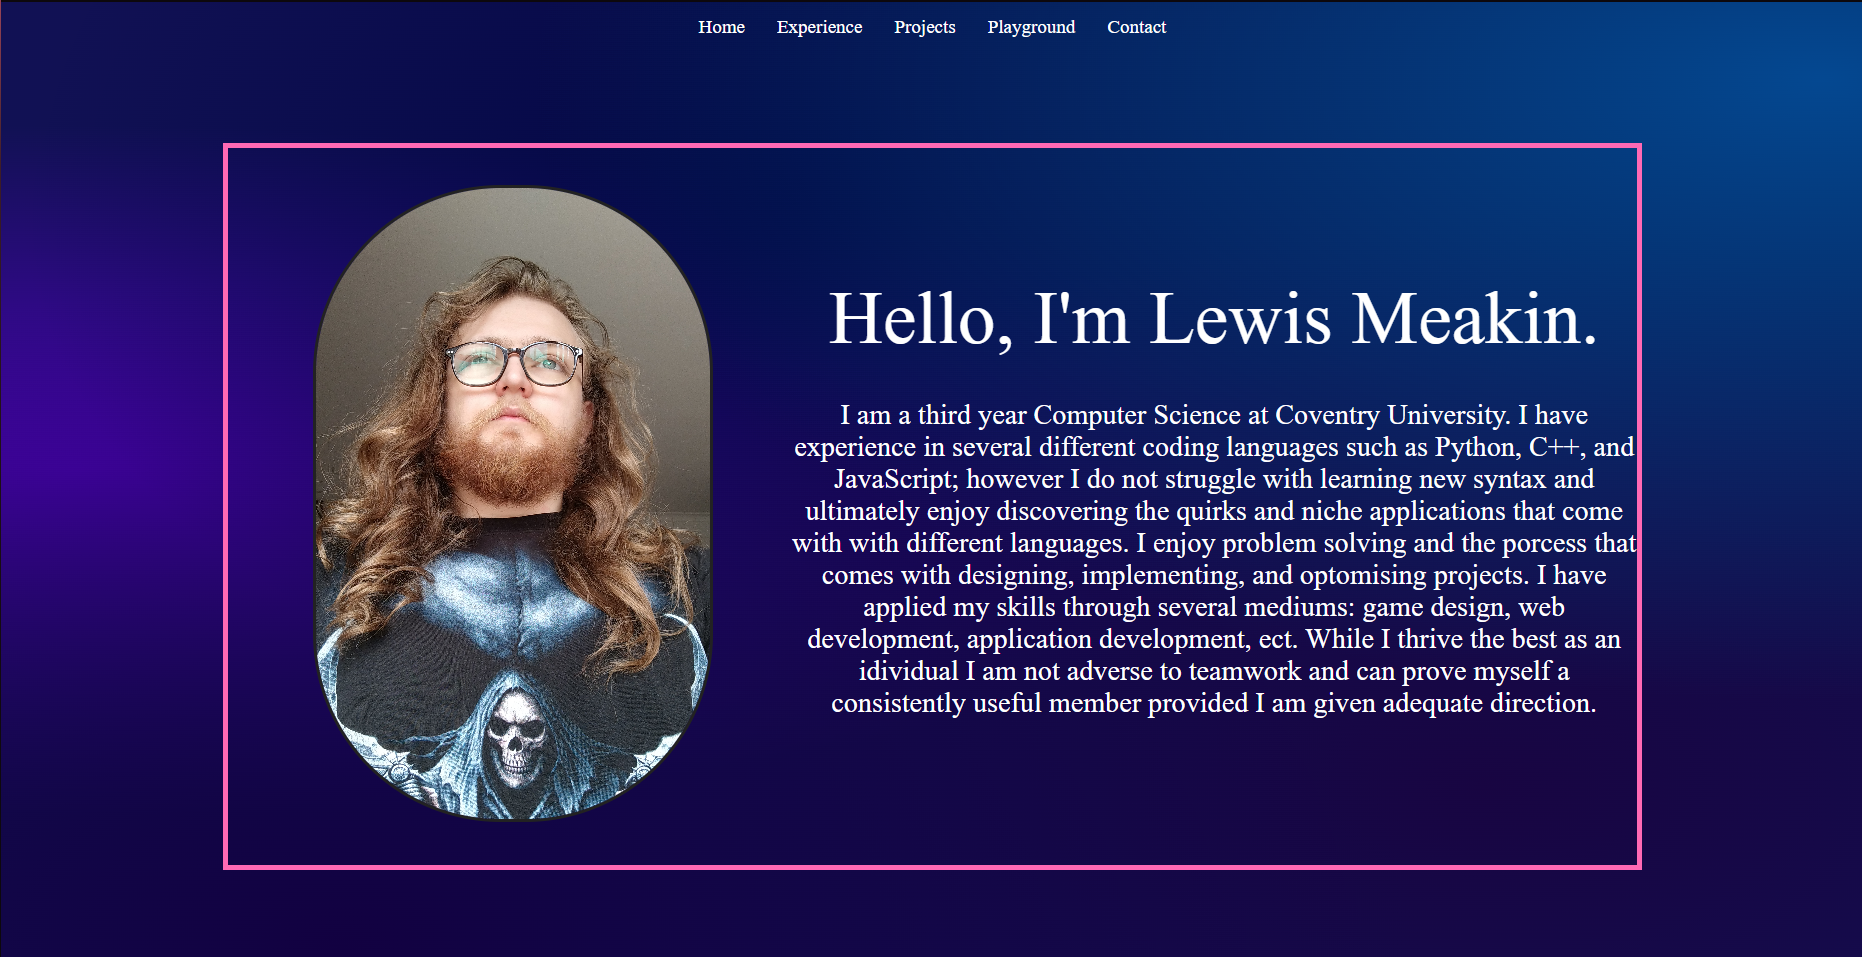 Home Experience Projects Playground Contact
Hello, I'm Lewis Meakin.
I am a third year Computer Science at Coventry University. I have
experience in several different coding languages such as Python, C++, and
JavaScript; however I do not struggle with learning new syntax and
ultimately enjoy discovering the quirks and niche applications that come
with with different languages. I enjoy problem solving and the porcess that
comes with designing, implementing, and optomising projects. I have
applied my skills through several mediums: game design, web
development, application development, ect. While I thrive the best as an
idividual I am not adverse to teamwork and can prove myself a
consistently useful member provided I am given adequate direction.